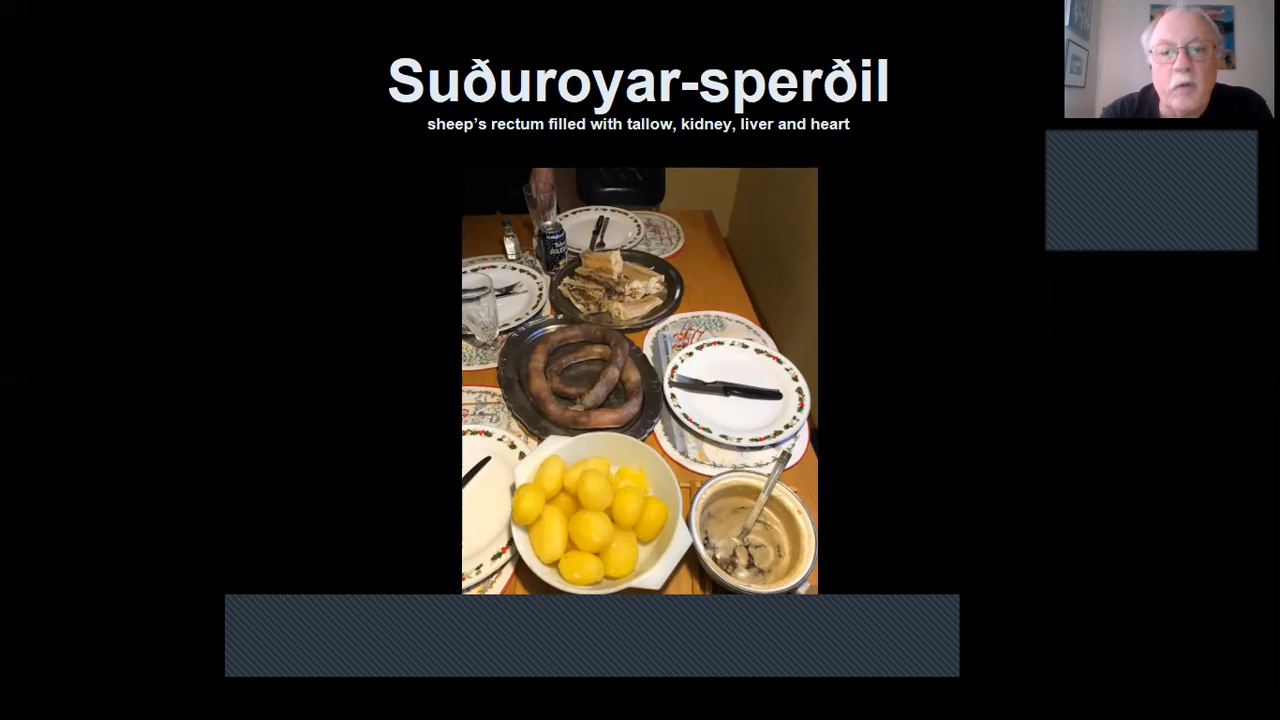 Suðuroyar-sperðil
sheep's rectum filled with tallow, kidney, liver and heart